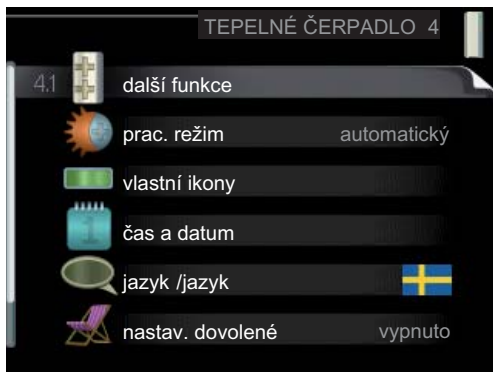 TEPELNÉ ČERPADLO 4
4.1 další funkce
prac. režim automatický
vlastní ikony
čas a datum
jazyk /jazyk
nastav. dovolené vypnuto